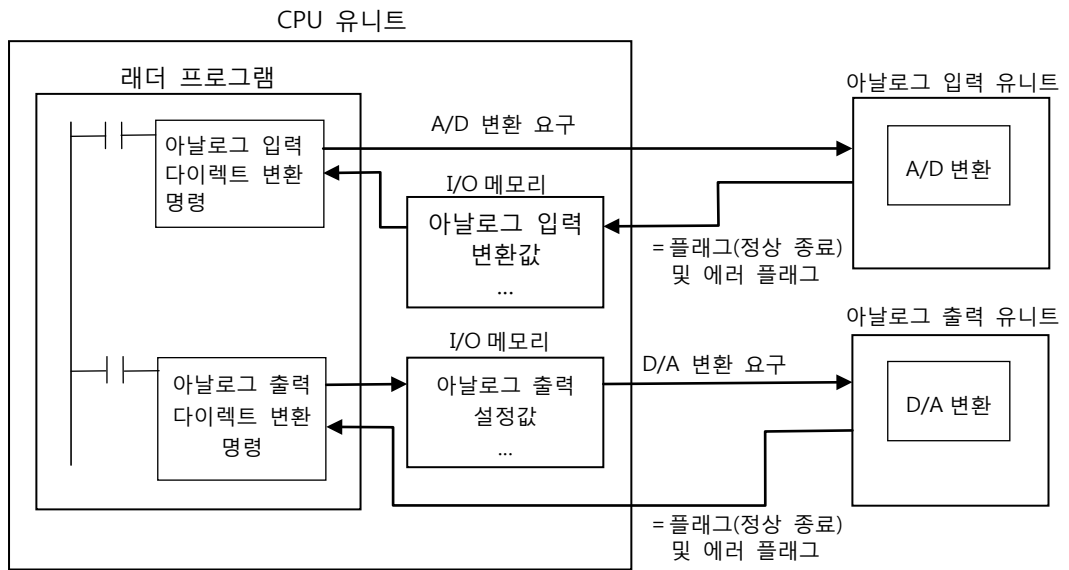 CPU 유니트
래더 프로그램
아날로그 입력 유니트
A/D 변환 요구
아날로그 입력
다이렉트 변환
명령
A/D 변환
I/O 메모리
아날로그 입력
변환값
...
=플래그(정상 종료)
및 에러 플래그
아날로그 출력 유니트
I/O 메모리
D/A 변환 요구
아날로그 출력
다이렉트 변환
명령
아날로그 출력
설정값
...
D/A 변환
=플래그(정상 종료)
및 에러 플래그